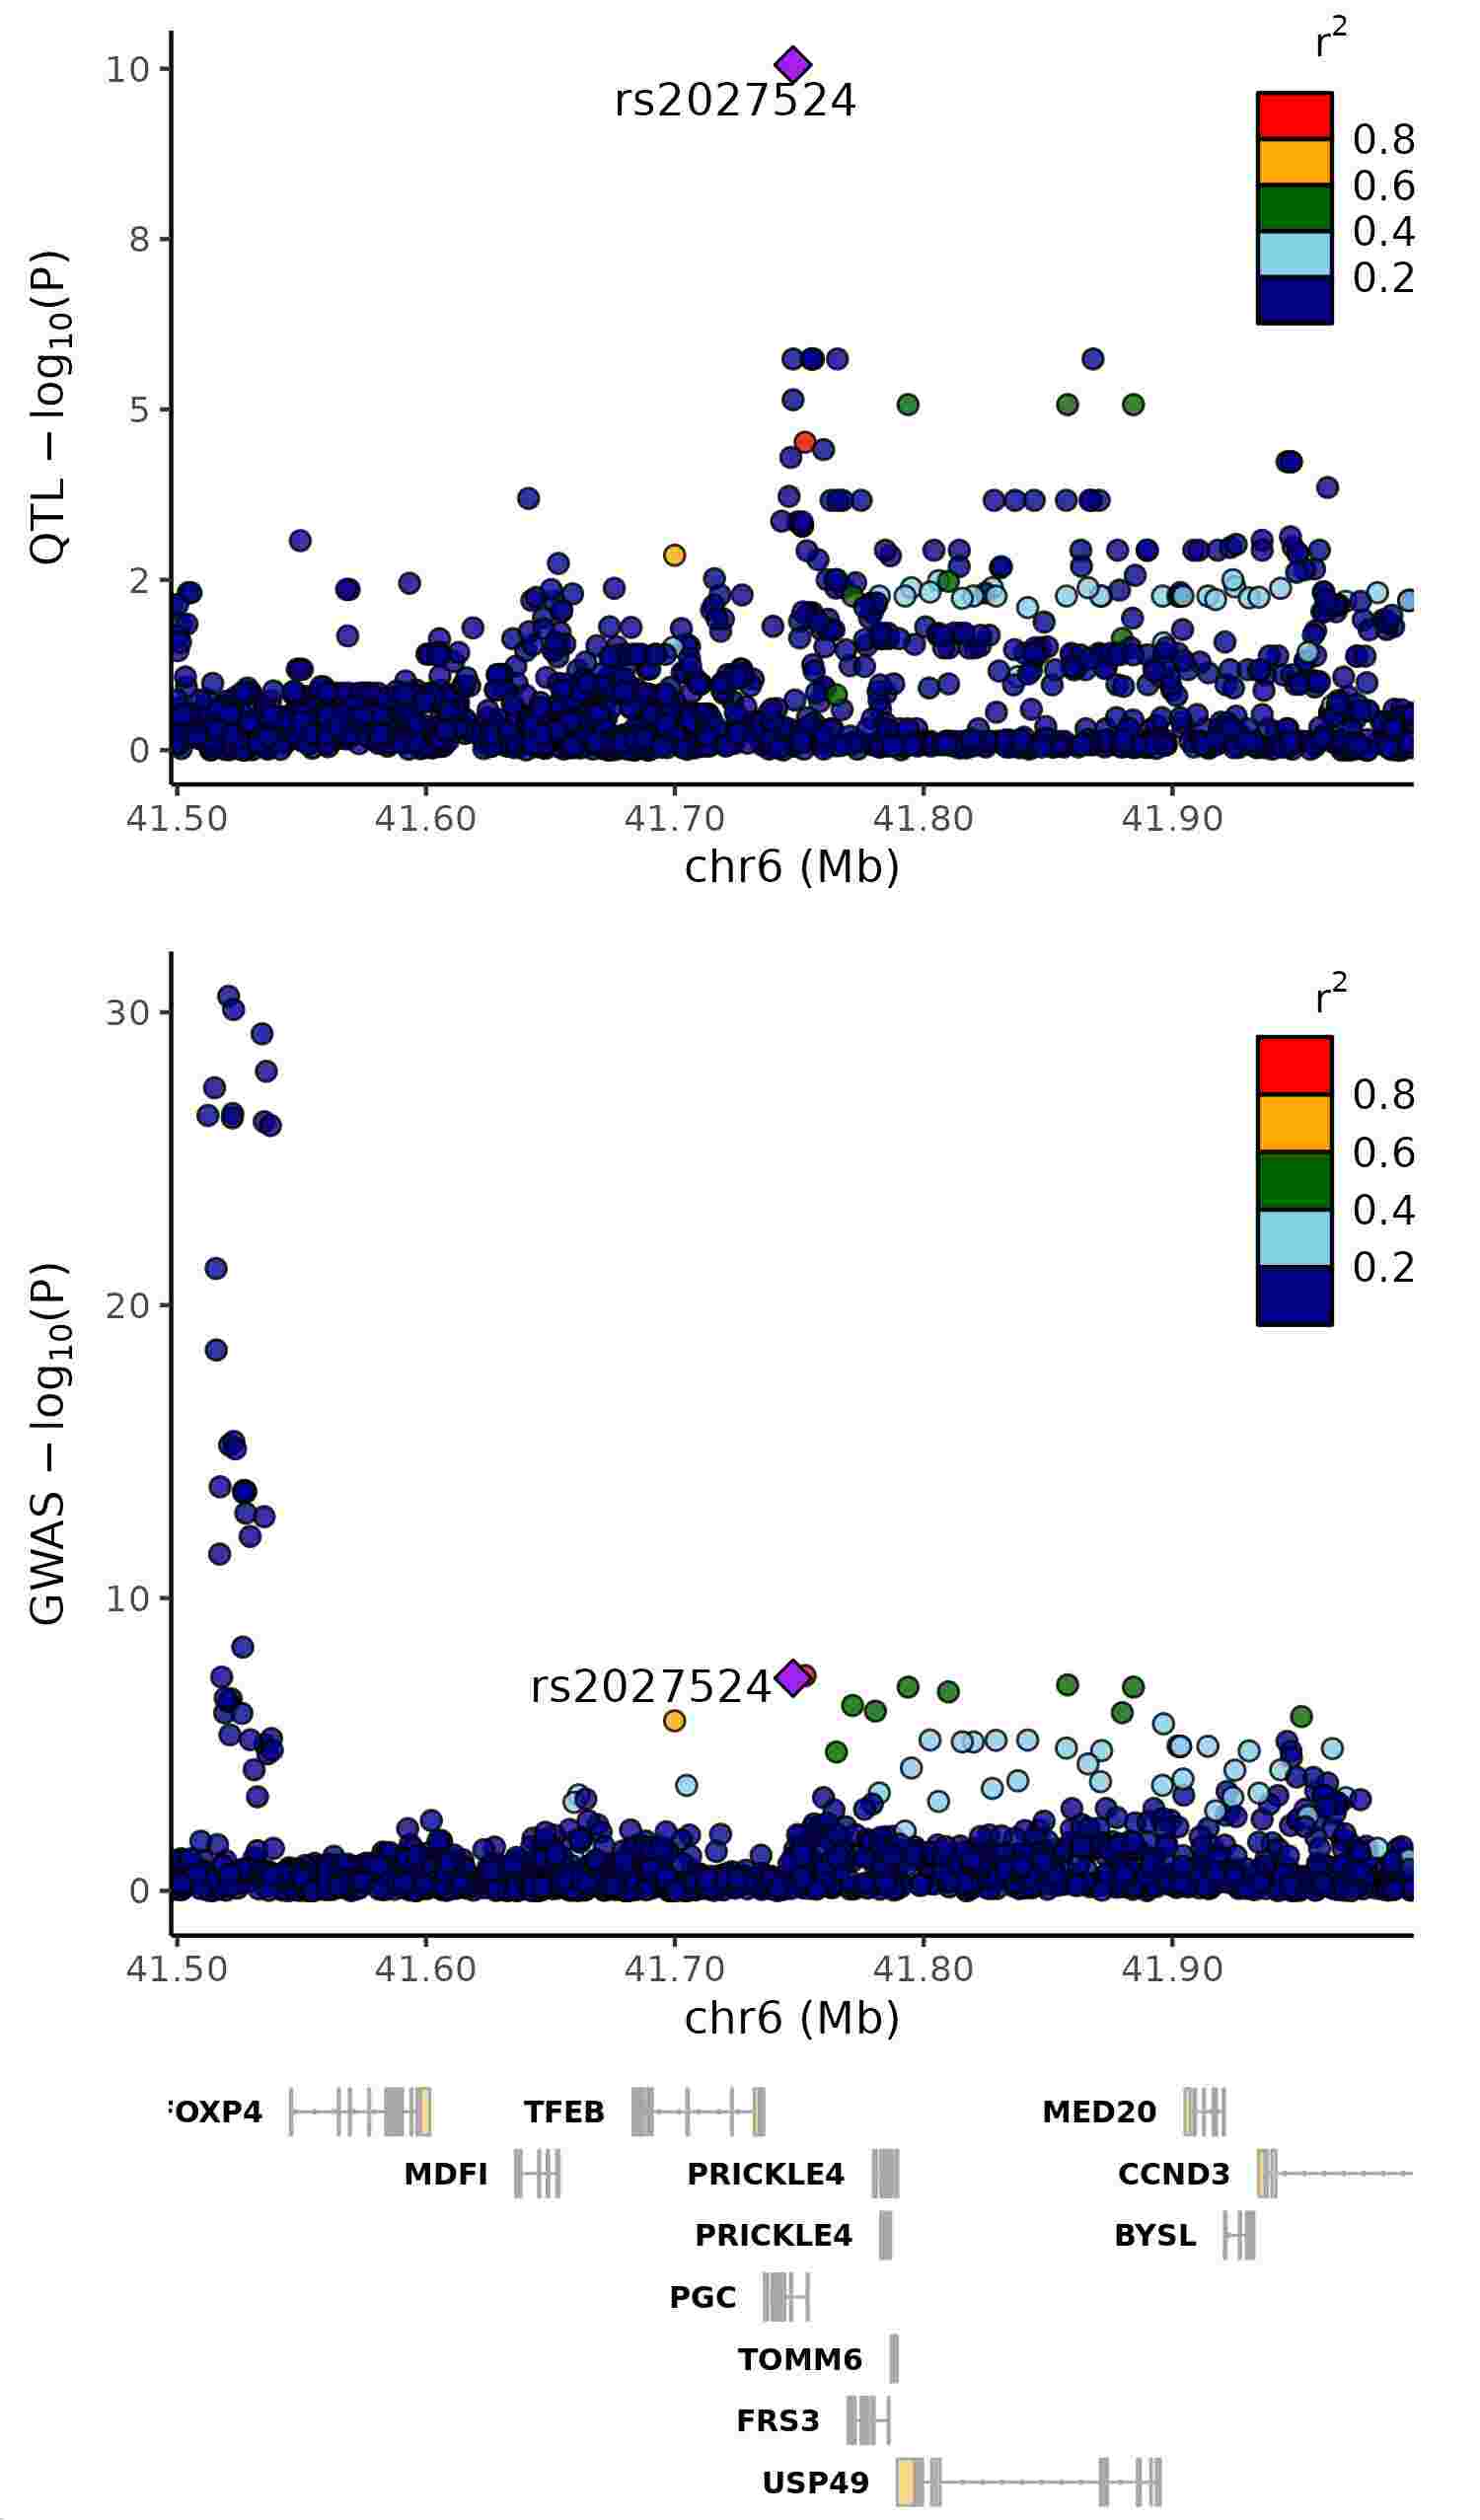 r2
10
rs2027524
0.8
0.6
0.4
0.2
8
5
2
0
QTL −log10(P)
41.50 41.60 41.70 41.80 41.90
chr6 (Mb)
r2
30
0.8
0.6
0.4
0.2
20
10
rs2027524
0
GWAS −log10(P)
41.50 41.60 41.70 41.80 41.90
chr6 (Mb)
OXP4 TFEB MED20
MDFI PRICKLE4 CCND3
PRICKLE4 BYSL
PGC
TOMM6
FRS3
USP49